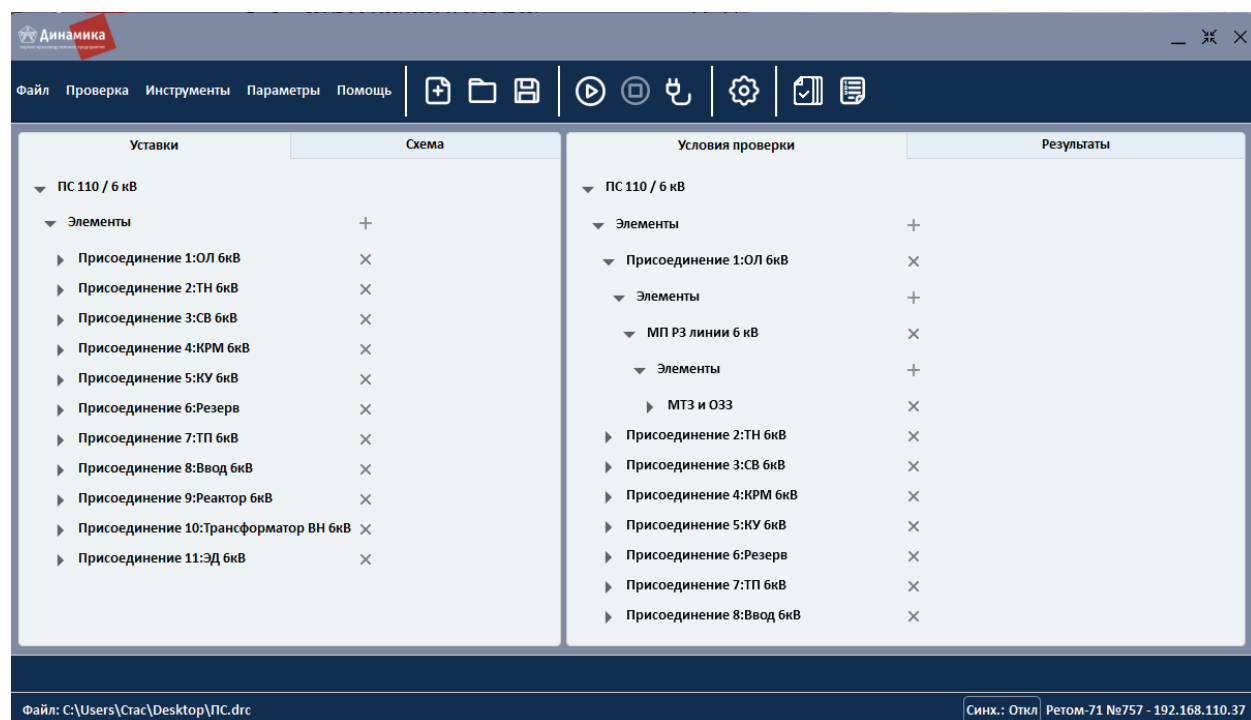 Динамика
Файл Проверка Инструменты Параметры Помощь
Уставки Схема
ПС 110 / 6 кВ
Элементы
Присоединение 1:ОЛ 6кВ
Присоединение 2:ТН 6кВ
Присоединение 3:СВ 6кВ
Присоединение 4:КРМ 6кВ
Присоединение 5:КУ 6кВ
Присоединение 6:Резерв
Присоединение 7:ТП 6кВ
Присоединение 8:Ввод 6кВ
Присоединение 9:Реактор 6кВ
Присоединение 10:Трансформатор ВН 6кВ
Присоединение 11:ЭД 6кВ
Условия проверки Результаты
ПС 110 / 6 кВ
Элементы
Присоединение 1:ОЛ 6кВ
Элементы
МП РЗ линии 6 кВ
Элементы
МТЗ и ОЗЗ
Присоединение 2:ТН 6кВ
Присоединение 3:СВ 6кВ
Присоединение 4:КРМ 6кВ
Присоединение 5:КУ 6кВ
Присоединение 6:Резерв
Присоединение 7:ТП 6кВ
Присоединение 8:Ввод 6кВ
Файл: C:\Users\Стас\Desktop\ПС.drc
Синх.: Откл Ретом-71 №757 - 192.168.110.37